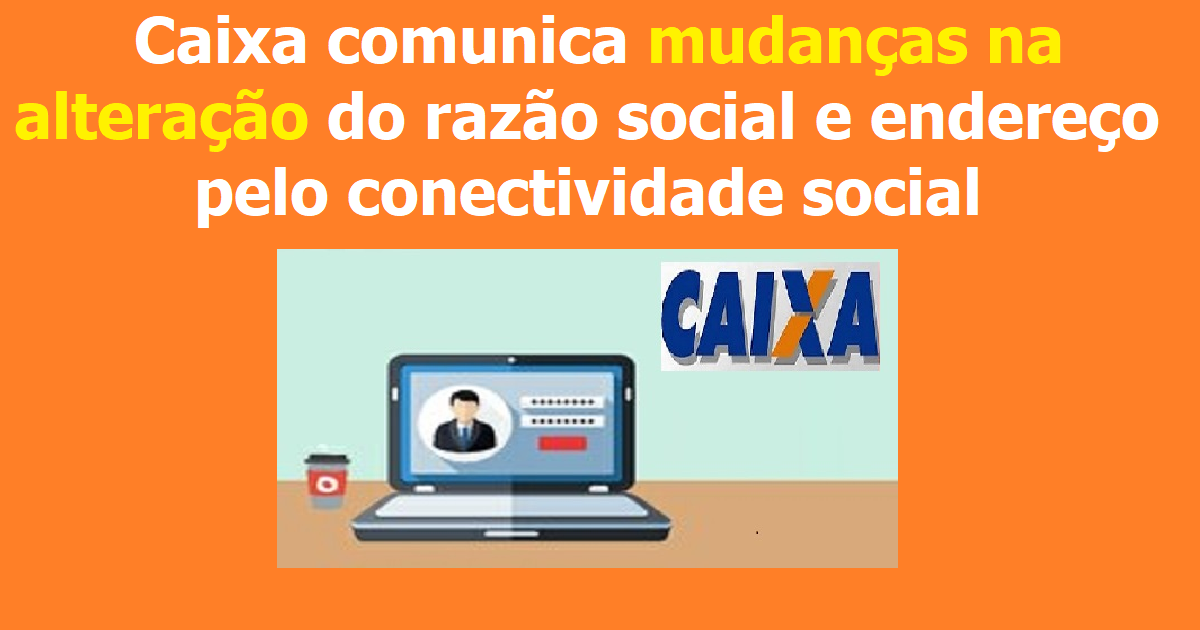 Caixa comunica mudanças na
alteração do razão social e endereço
pelo conectividade social
CAIXA